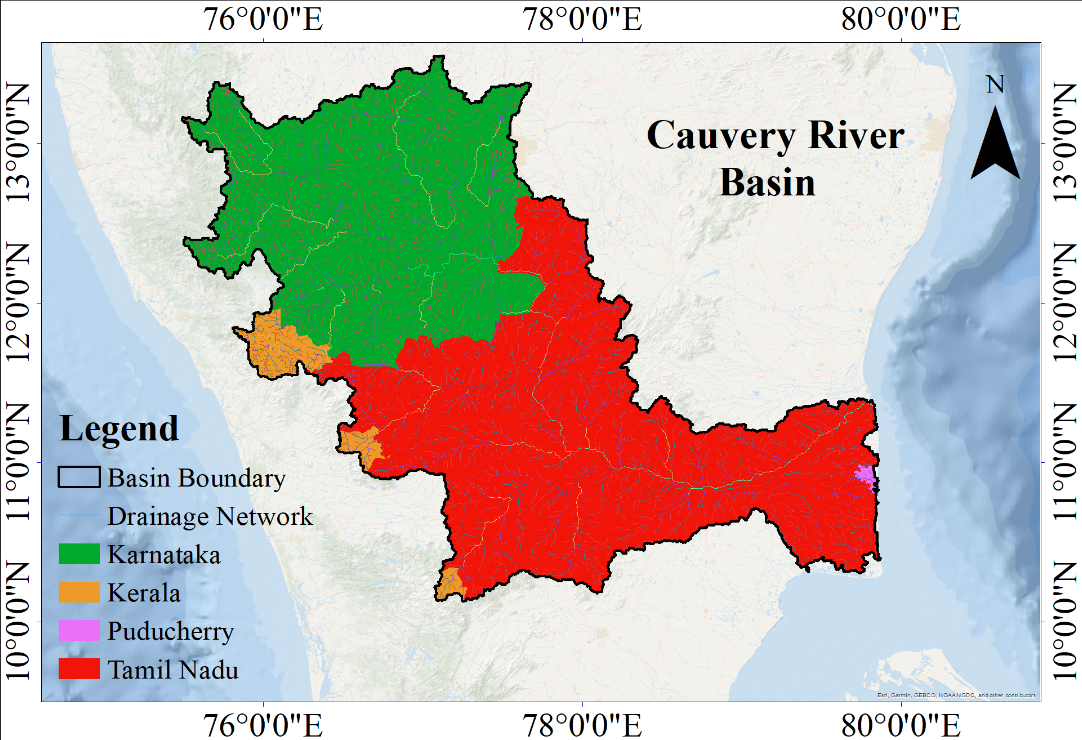 76°0'0"E 78°0'0"E 80°0'0"E
13°0'0"N
12°0'0"N
11°0'0"N
10°0'0"N
N
Cauvery River
Basin
13°0'0"N
12°0'0"N
11°0'0"N
10°0'0"N
Legend
Basin Boundary
Drainage Network
Karnataka
Kerala
Puducherry
Tamil Nadu
Esri, Garmin, GEBCO, NOAA NGDC, and other contributors
76°0'0"E 78°0'0"E 80°0'0"E